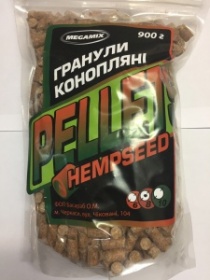 MEGAMIX
900 г
ГРАНУЛИ
КОНОПЛЯНІ
PELLETS
HEMPSEED